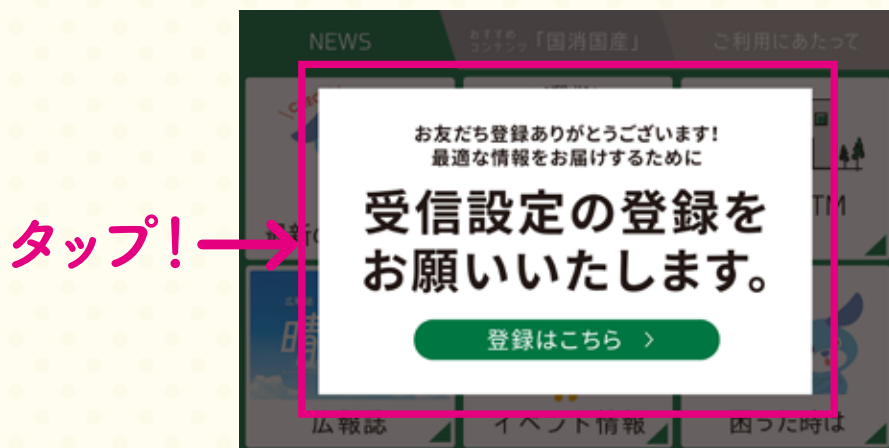 NEWS
おすすめ
コンテンツ「国消国産」
ご利用にあたって
お友だち登録ありがとうございます!
最適な情報をお届けするために
受信設定の登録を
お願いいたします。
登録はこちら >
タップ!
最新
TM
晴
広報誌
イベント情報
困った時は